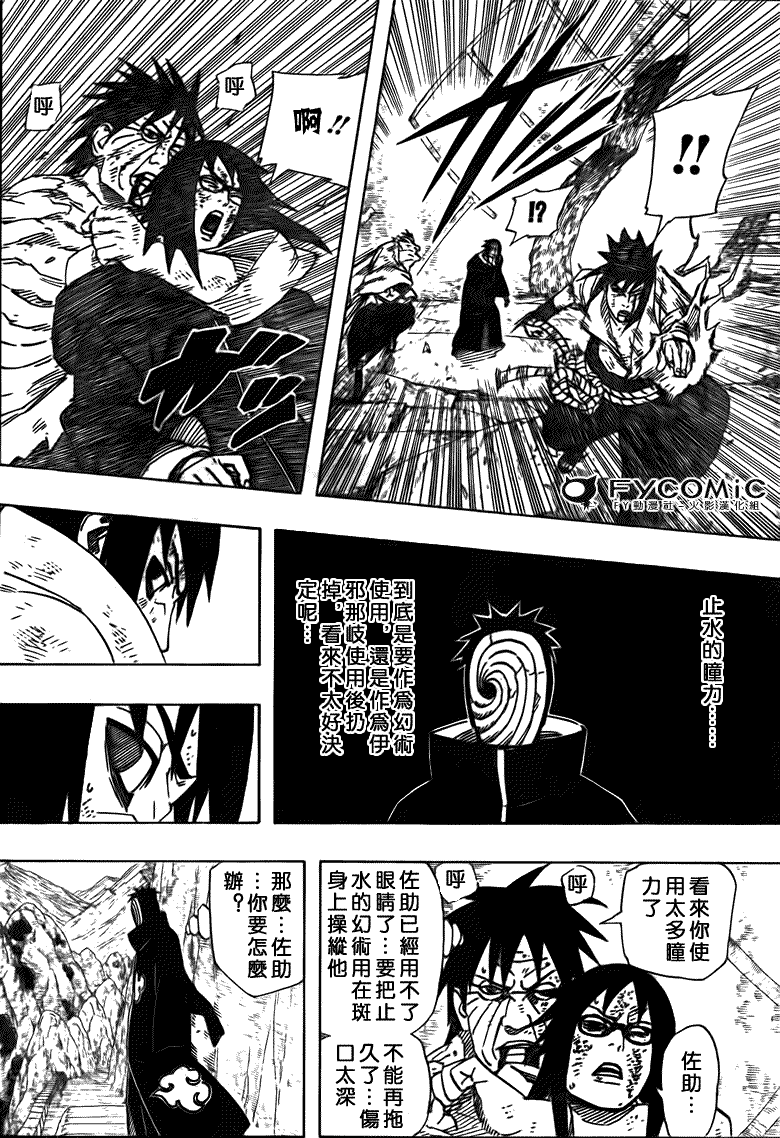 !!
!?
啊!!
呼
呼
ガッ
FYCOMIC
FY動漫社-火影漢化組
止水的瞳力……
到底是要作為幻術
使用,還是作為伊
邪那岐使用後扔
掉,看來不太好決
定呢…
看來你使
用太多瞳
力了
佐助…
呼
呼
佐助已經用不了
眼睛了…要把止
水的幻術用在斑
身上操縱他
不能再拖
久了…傷
口太深
那麼…佐助
…你要怎麼
辦?